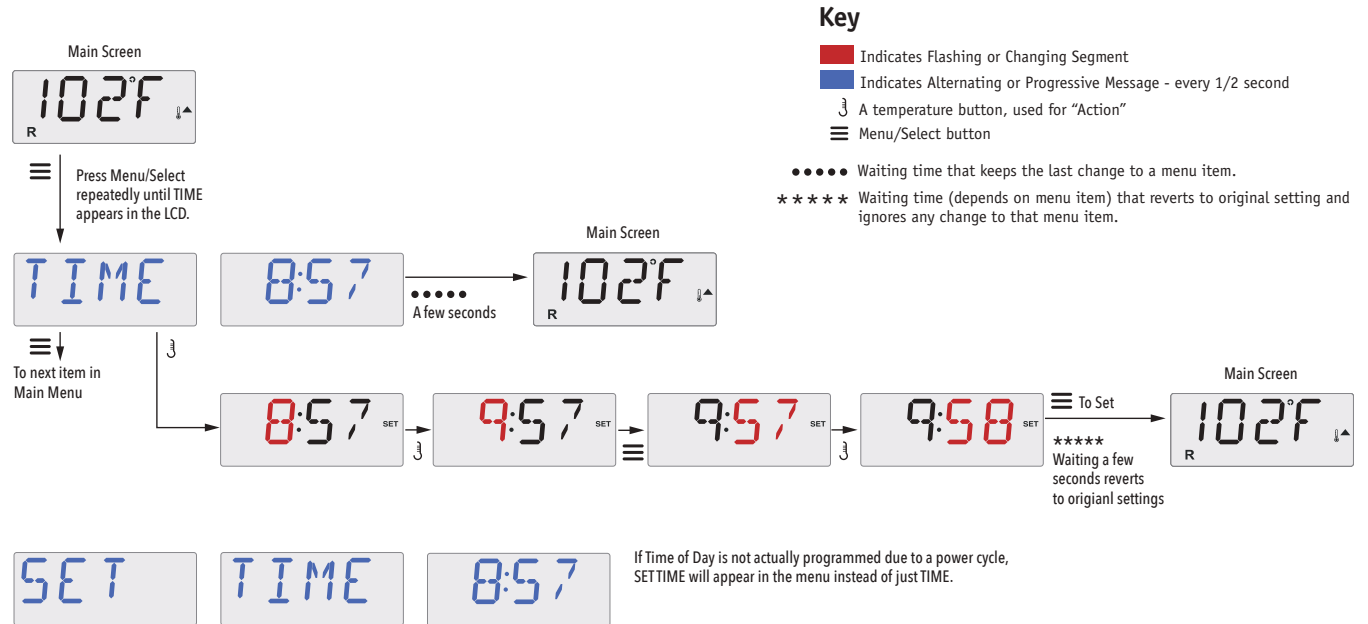 Key
Indicates Flashing or Changing Segment
Indicates Alternating or Progressive Message - every 1/2 second
A temperature button, used for “Action”
Menu/Select button
Waiting time that keeps the last change to a menu item.
***** Waiting time (depends on menu item) that reverts to original setting and
ignores any change to that menu item.
Main Screen
102°F
R
Press Menu/Select
repeatedly until TIME
appears in the LCD.
TIME
8:57
A few seconds
Main Screen
102°F
R
To next item in
Main Menu
8:57 SET
9:57 SET
9:57 SET
9:58 SET
To Set
*****
Waiting a few
seconds reverts
to origianl settings
Main Screen
102°F
R
SET
TIME
8:57
If Time of Day is not actually programmed due to a power cycle,
SET TIME will appear in the menu instead of just TIME.